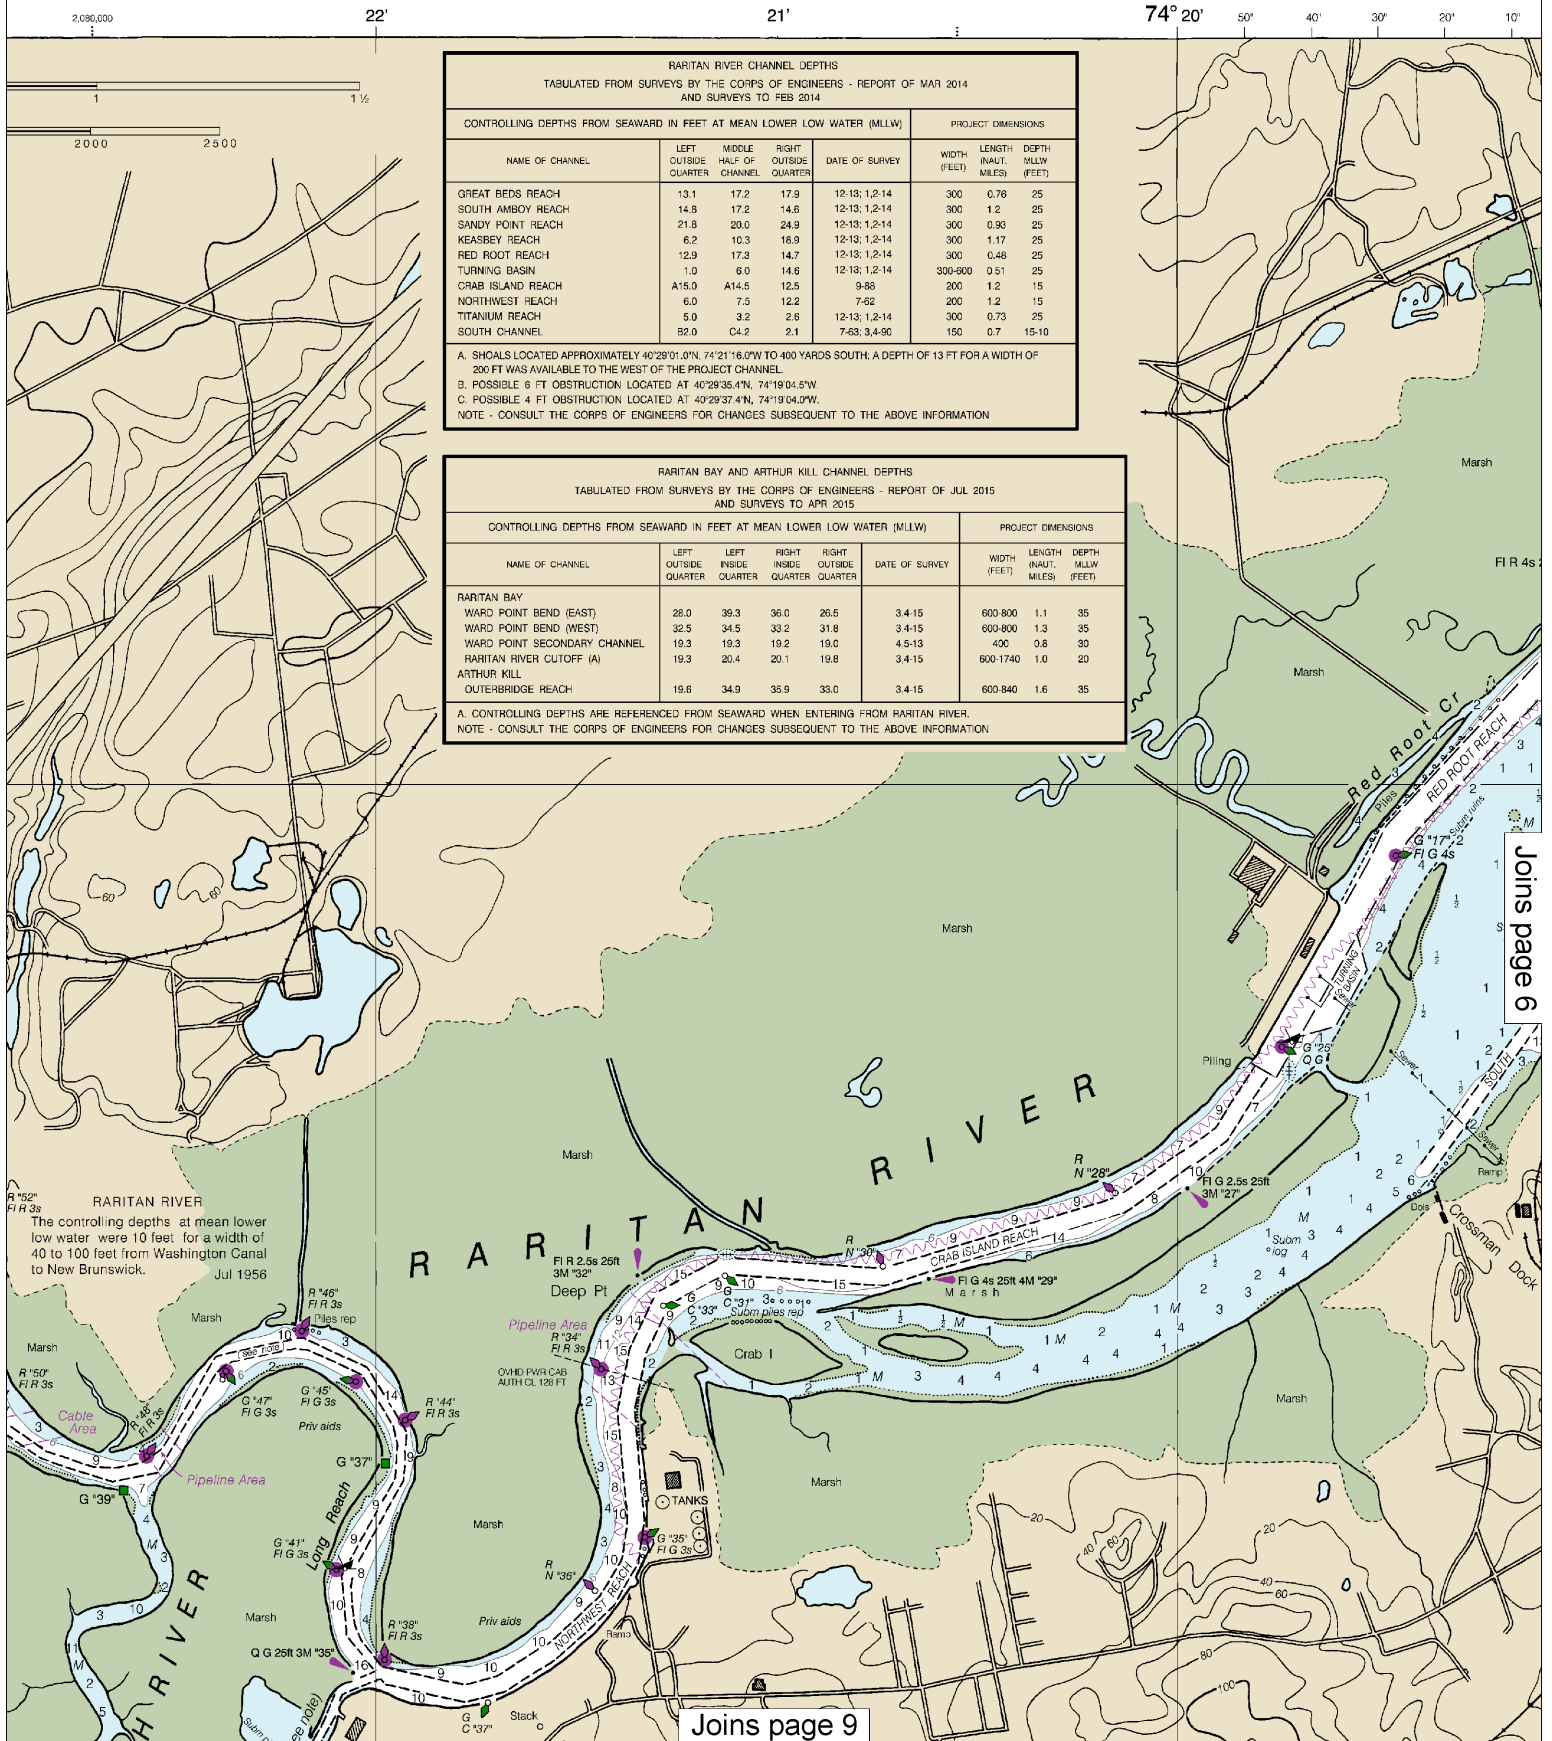 2,080,000 22' 21' 74° 20' 50" 40' 30" 20" 10"
1 1 ½
2000 2500
RARITAN RIVER CHANNEL DEPTHS
TABULATED FROM SURVEYS BY THE CORPS OF ENGINEERS - REPORT OF MAR 2014
AND SURVEYS TO FEB 2014
CONTROLLING DEPTHS FROM SEAWARD IN FEET AT MEAN LOWER LOW WATER (MLLW) PROJECT DIMENSIONS
NAME OF CHANNEL LEFT OUTSIDE QUARTER MIDDLE HALF OF CHANNEL RIGHT OUTSIDE QUARTER DATE OF SURVEY WIDTH (FEET) LENGTH (NAUT. MILES) DEPTH MLLW (FEET)
GREAT BEDS REACH 13.1 17.2 17.9 12-13; 1,2-14 300 0.76 25
SOUTH AMBOY REACH 14.8 17.2 14.6 12-13; 1,2-14 300 1.2 25
SANDY POINT REACH 21.8 20.0 24.9 12-13; 1,2-14 300 0.93 25
KEASBEY REACH 6.2 10.3 18.9 12-13; 1,2-14 300 1.17 25
RED ROOT REACH 12.9 17.3 14.7 12-13; 1,2-14 300 0.48 25
TURNING BASIN 1.0 6.0 14.6 12-13; 1,2-14 300-600 0.51 25
CRAB ISLAND REACH A15.0 A14.5 12.5 9-88 200 1.2 15
NORTHWEST REACH 6.0 7.5 12.2 7-62 200 1.2 15
TITANIUM REACH 5.0 3.2 2.6 12-13; 1,2-14 300 0.73 25
SOUTH CHANNEL B2.0 C4.2 2.1 7-63; 3,4-90 150 0.7 15-10
A. SHOALS LOCATED APPROXIMATELY 40°29'01.0"N, 74°21'16.0"W TO 400 YARDS SOUTH; A DEPTH OF 13 FT FOR A WIDTH OF
200 FT WAS AVAILABLE TO THE WEST OF THE PROJECT CHANNEL.
B. POSSIBLE 6 FT OBSTRUCTION LOCATED AT 40°29'35.4"N, 74°19'04.5"W.
C. POSSIBLE 4 FT OBSTRUCTION LOCATED AT 40°29'37.4"N, 74°19'04.0"W.
NOTE - CONSULT THE CORPS OF ENGINEERS FOR CHANGES SUBSEQUENT TO THE ABOVE INFORMATION
RARITAN BAY AND ARTHUR KILL CHANNEL DEPTHS
TABULATED FROM SURVEYS BY THE CORPS OF ENGINEERS - REPORT OF JUL 2015
AND SURVEYS TO APR 2015
CONTROLLING DEPTHS FROM SEAWARD IN FEET AT MEAN LOWER LOW WATER (MLLW) PROJECT DIMENSIONS
NAME OF CHANNEL LEFT OUTSIDE QUARTER LEFT INSIDE QUARTER RIGHT INSIDE QUARTER RIGHT OUTSIDE QUARTER DATE OF SURVEY WIDTH (FEET) LENGTH (NAUT. MILES) DEPTH MLLW (FEET)
RARITAN BAY
WARD POINT BEND (EAST) 28.0 39.3 36.0 26.5 3.4-15 600-800 1.1 35
WARD POINT BEND (WEST) 32.5 34.5 33.2 31.8 3.4-15 600-800 1.3 35
WARD POINT SECONDARY CHANNEL 19.3 19.3 19.2 19.0 4.5-13 400 0.8 30
RARITAN RIVER CUTOFF (A) 19.3 20.4 20.1 19.8 3.4-15 600-1740 1.0 20
ARTHUR KILL
OUTERBRIDGE REACH 19.6 34.9 35.9 33.0 3.4-15 600-840 1.6 35
A. CONTROLLING DEPTHS ARE REFERENCED FROM SEAWARD WHEN ENTERING FROM RARITAN RIVER.
NOTE - CONSULT THE CORPS OF ENGINEERS FOR CHANGES SUBSEQUENT TO THE ABOVE INFORMATION
Marsh
Fl R 4s
Marsh
Red Root Cr
RED ROOT REACH
Piles
Subm ruins
G "17"
Fl G 4s
Joins page 6
60 60
Marsh
TURNING
BASIN
Sewer
G "25"
Q G
Piling
SOUTH
Sewer
Sewer
Ramp
Dols
Crossman
Dock
RARITAN RIVER
Marsh
R
N "28"
Fl G 2.5s 25ft
3M "27"
R "52"
Fl R 3s
RARITAN RIVER
The controlling depths at mean lower
low water were 10 feet for a width of
40 to 100 feet from Washington Canal
to New Brunswick.
Jul 1956
Fl R 2.5s 25ft
3M "32"
Deep Pt
R
N "30"
CRAB ISLAND REACH
Fl G 4s 25ft 4M "29"
Marsh
Subm
log
G
C "31"
G
C "33"
Subm piles rep
Crab I
Pipeline Area
R "34"
Fl R 3s
OVHD PWR CAB
AUTH CL 128 FT
R "46"
Fl R 3s
Piles rep
Marsh
see note
Marsh
R "50"
Fl R 3s
G "47"
Fl G 3s
G "45"
Fl G 3s
Priv aids
R "44"
Fl R 3s
Cable
Area
R "48"
Fl R 3s
Pipeline Area
G "37"
G "39"
Long Reach
Marsh
Marsh
Marsh
TANKS
G "35"
Fl G 3s
G "41"
Fl G 3s
R
N "36"
NORTHWEST REACH
Priv aids
Ramp
Marsh
R "38"
Fl R 3s
Q G 25ft 3M "35"
H RIVER
ee note)
G
C "37"
Stack
20 20 40 60 40 60 80 100
Joins page 9